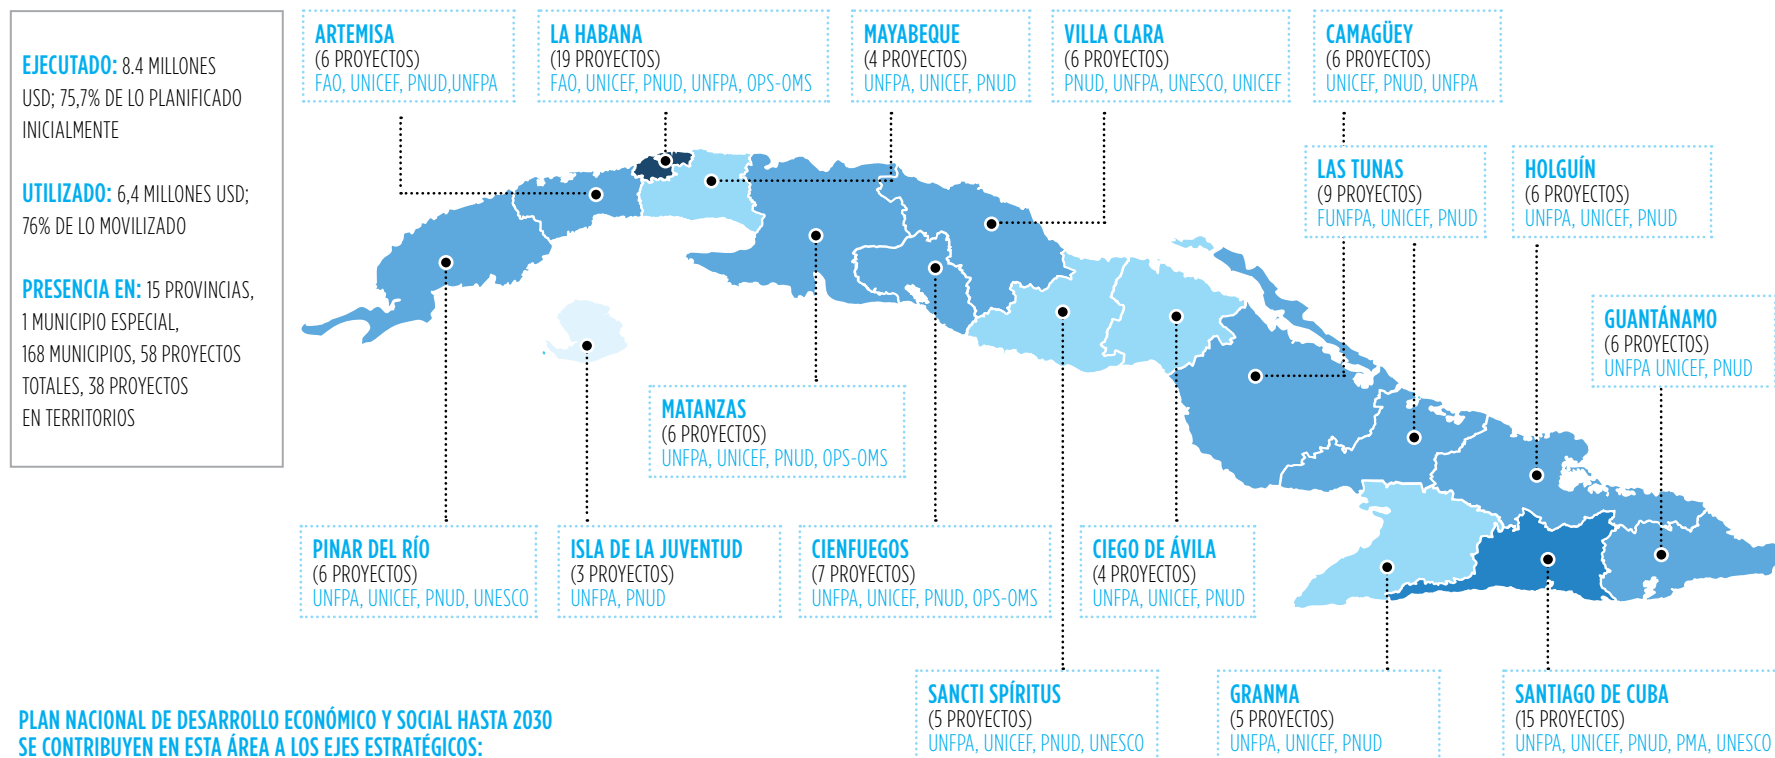 EJECUTADO: 8.4 MILLONES
USD; 75,7% DE LO PLANIFICADO
INICIALMENTE
UTILIZADO: 6,4 MILLONES USD;
76% DE LO MOVILIZADO
PRESENCIA EN: 15 PROVINCIAS,
1 MUNICIPIO ESPECIAL,
168 MUNICIPIOS, 58 PROYECTOS
TOTALES, 38 PROYECTOS
EN TERRITORIOS
ARTEMISA
(6 PROYECTOS)
FAO, UNICEF, PNUD,UNFPA
LA HABANA
(19 PROYECTOS)
FAO, UNICEF, PNUD, UNFPA, OPS-OMS
MAYABEQUE
(4 PROYECTOS)
UNFPA, UNICEF, PNUD
VILLA CLARA
(6 PROYECTOS)
PNUD, UNFPA, UNESCO, UNICEF
CAMAGÜEY
(6 PROYECTOS)
UNICEF, PNUD, UNFPA
LAS TUNAS
(9 PROYECTOS)
FUNFPA, UNICEF, PNUD
HOLGUÍN
(6 PROYECTOS)
UNFPA, UNICEF, PNUD
GUANTÁNAMO
(6 PROYECTOS)
UNFPA UNICEF, PNUD
MATANZAS
(6 PROYECTOS)
UNFPA, UNICEF, PNUD, OPS-OMS
PINAR DEL RÍO
(6 PROYECTOS)
UNFPA, UNICEF, PNUD, UNESCO
ISLA DE LA JUVENTUD
(3 PROYECTOS)
UNFPA, PNUD
CIENFUEGOS
(7 PROYECTOS)
UNFPA, UNICEF, PNUD, OPS-OMS
CIEGO DE ÁVILA
(4 PROYECTOS)
UNFPA, UNICEF, PNUD
SANCTI SPÍRITUS
(5 PROYECTOS)
UNFPA, UNICEF, PNUD, UNESCO
GRANMA
(5 PROYECTOS)
UNFPA, UNICEF, PNUD
SANTIAGO DE CUBA
(15 PROYECTOS)
UNFPA, UNICEF, PNUD, PMA, UNESCO
PLAN NACIONAL DE DESARROLLO ECONÓMICO Y SOCIAL HASTA 2030
SE CONTRIBUYEN EN ESTA ÁREA A LOS EJES ESTRATÉGICOS: